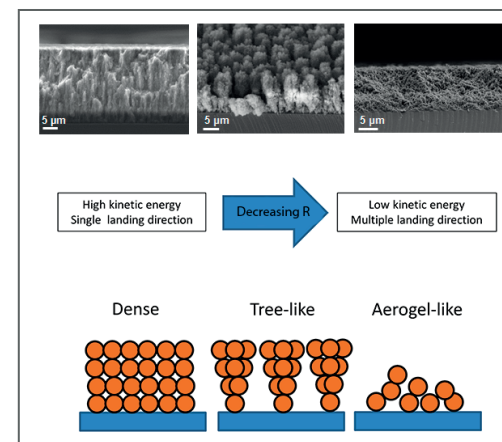 5 µm
5 µm
5 µm
High kinetic energy
Single landing direction
Decreasing R
Low kinetic energy
Multiple landing direction
Dense
Tree-like
Aerogel-like